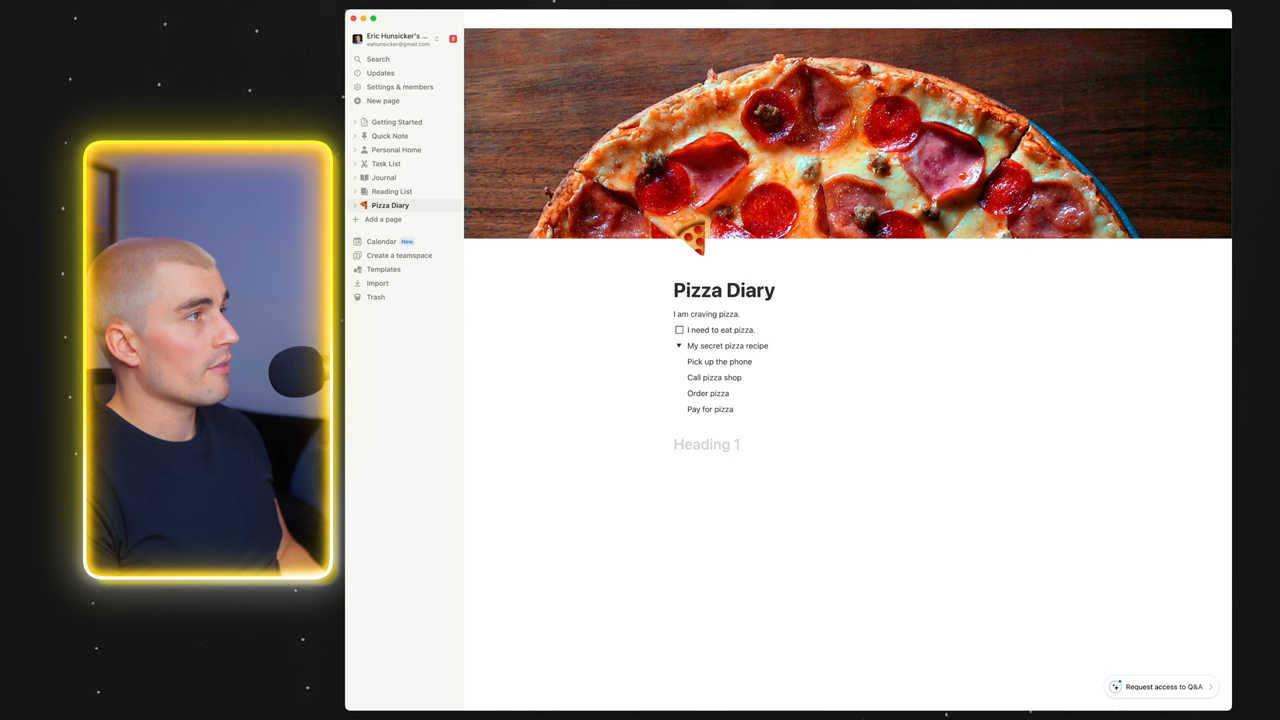 Eric Hunsicker's ...
eahunsicker@gmail.com
2
Search
Updates
Settings & members
New page
Getting Started
Quick Note
Personal Home
Task List
Journal
Reading List
Pizza Diary
Add a page
Calendar New
Create a teamspace
Templates
Import
Trash
Pizza Diary
I am craving pizza.
I need to eat pizza.
My secret pizza recipe
Pick up the phone
Call pizza shop
Order pizza
Pay for pizza
Heading 1
Request access to Q&A